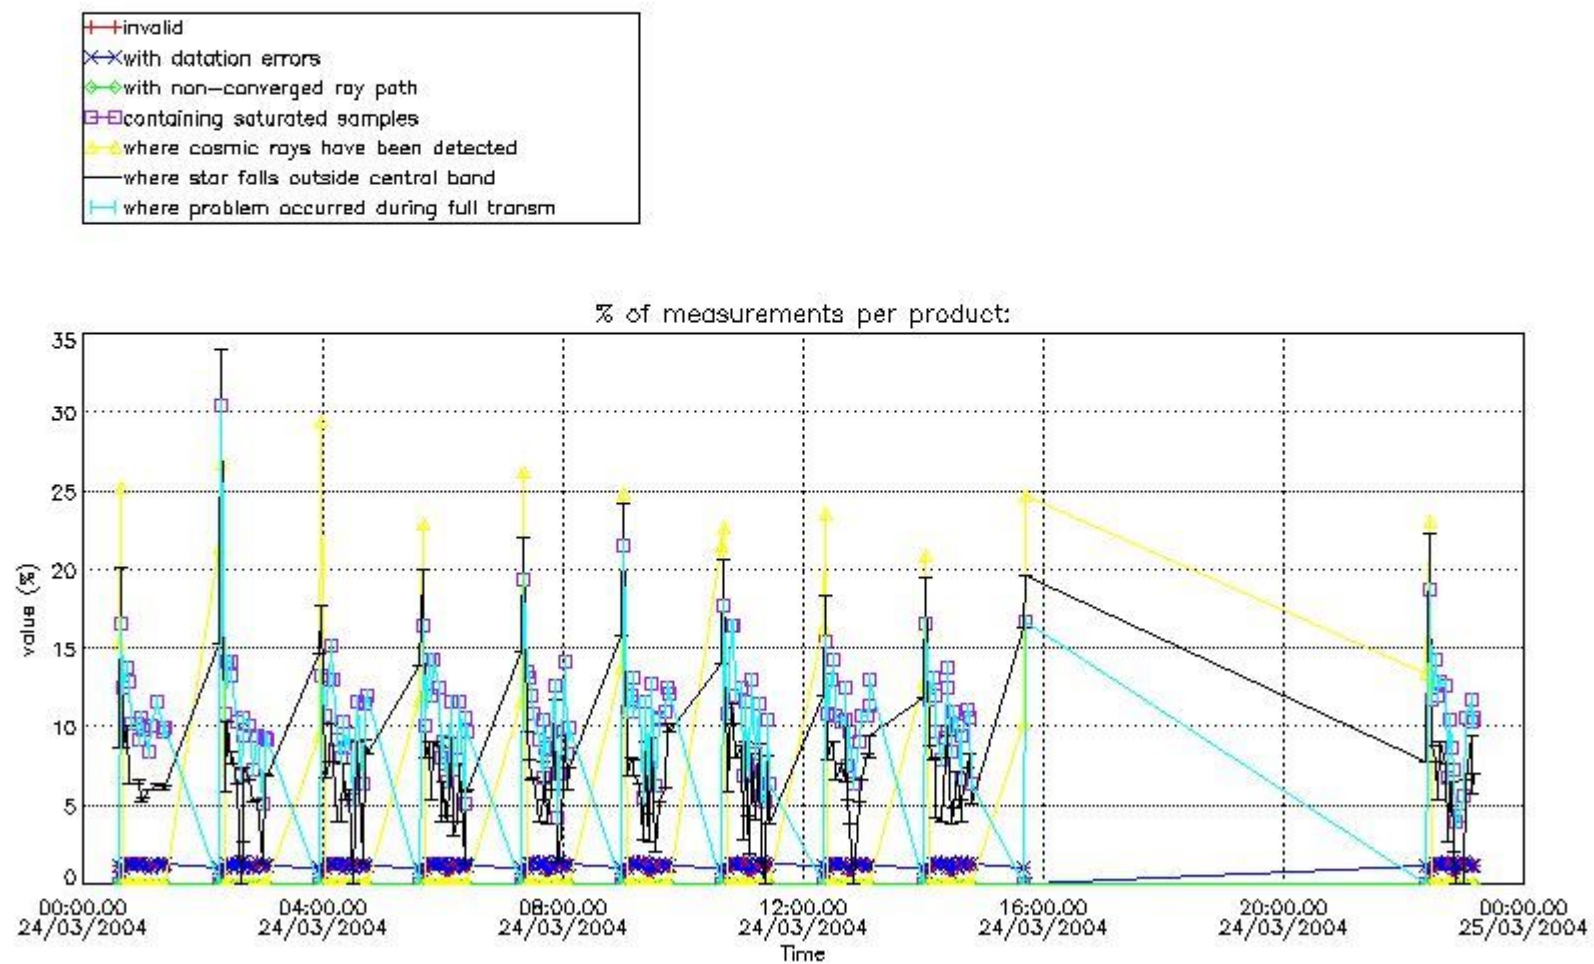 invalid
with datation errors
with non-converged ray path
containing saturated samples
where cosmic rays have been detected
where star falls outside central band
where problem occurred during full transm
% of measurements per product:
35
30
25
20
15
10
5
0
value (%)
00:00:00 04:00:00 08:00:00 12:00:00 16:00:00 20:00:00 00:00:00
24/03/2004 24/03/2004 24/03/2004 24/03/2004 24/03/2004 24/03/2004 25/03/2004
Time